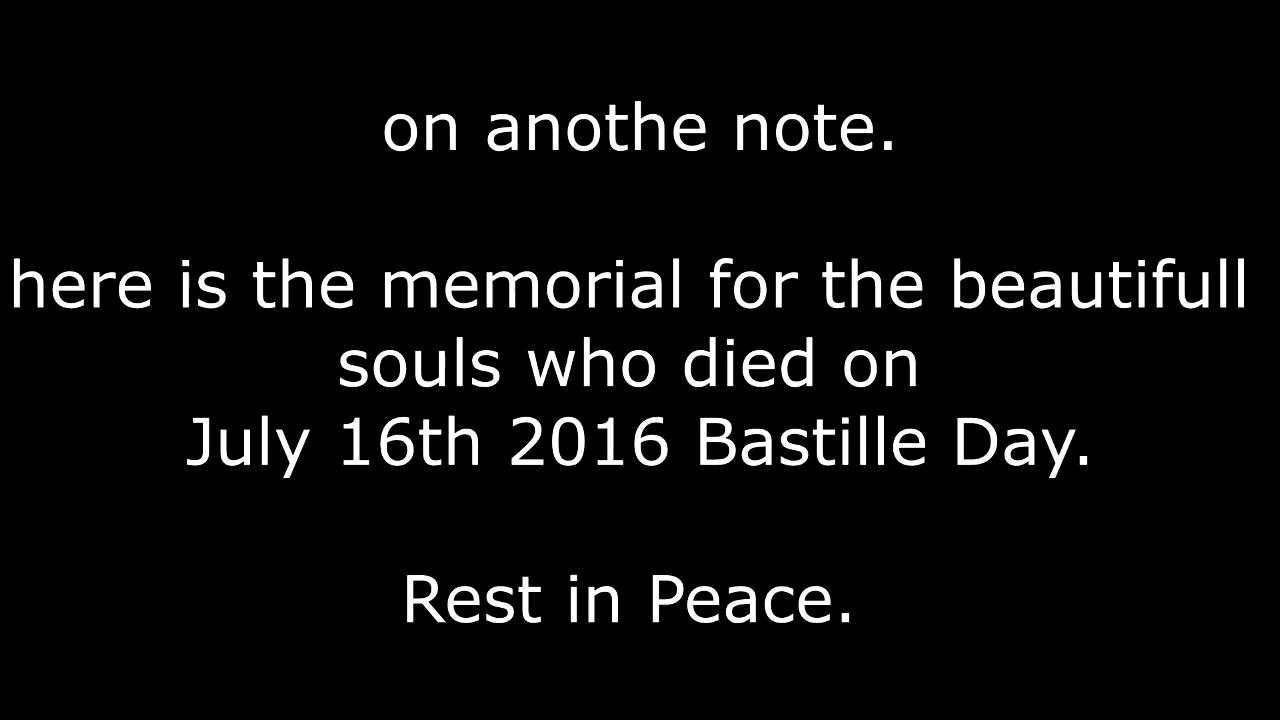 on anothe note.
here is the memorial for the beautifull
souls who died on
July 16th 2016 Bastille Day.
Rest in Peace.